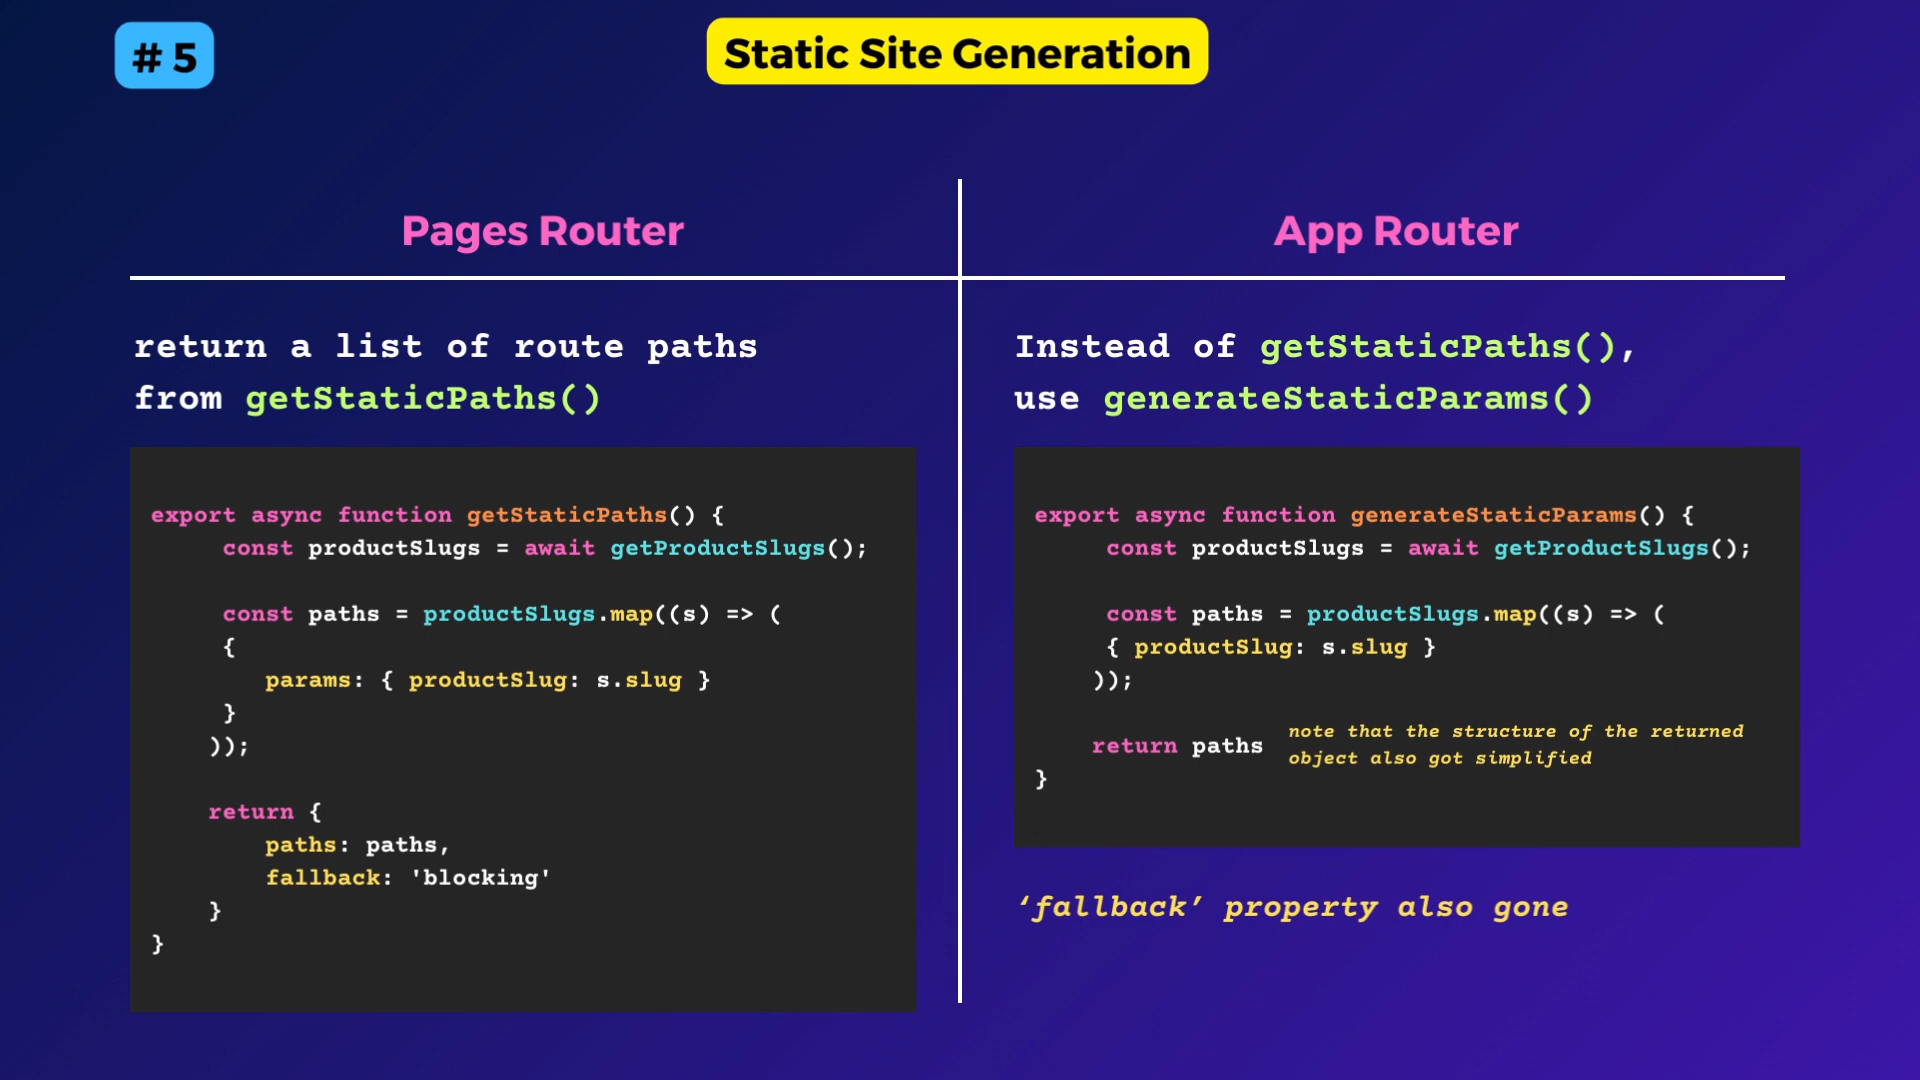 # 5
Static Site Generation
Pages Router
return a list of route paths
from getStaticPaths()
export async function getStaticPaths() {
const productSlugs = await getProductSlugs();
const paths = productSlugs.map((s) => (
{
params: { productSlug: s.slug }
}
));
return {
paths: paths,
fallback: 'blocking'
}
}
App Router
Instead of getStaticPaths(),
use generateStaticParams()
export async function generateStaticParams() {
const productSlugs = await getProductSlugs();
const paths = productSlugs.map((s) => (
{ productSlug: s.slug }
));
return paths
note that the structure of the returned
object also got simplified
}
‘fallback’ property also gone